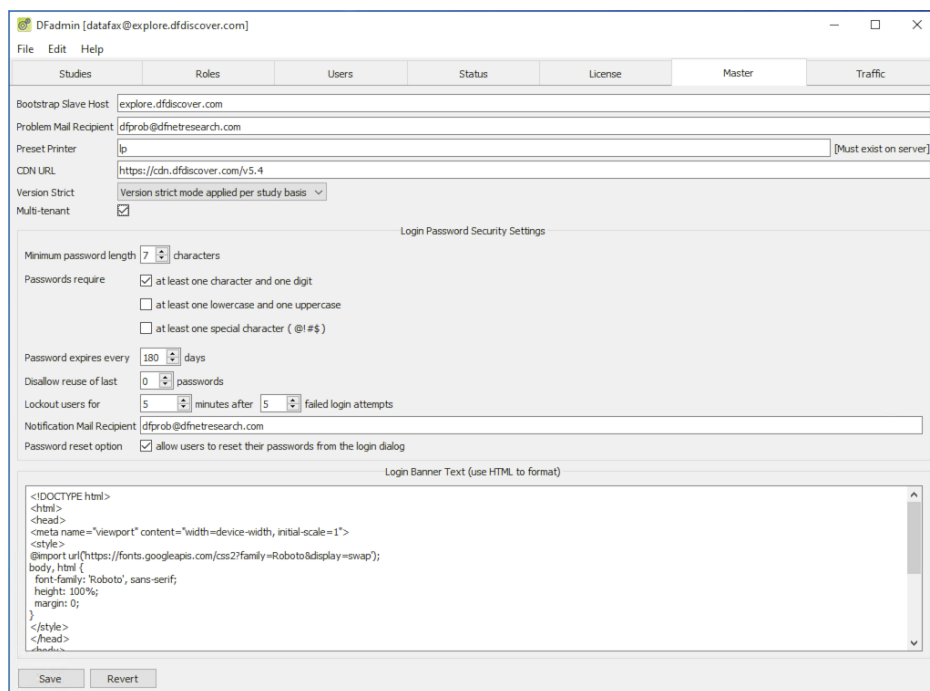 DFadmin [datafax@explore.dfdiscover.com]
File Edit Help
Studies Roles Users Status License Master Traffic
Bootstrap Slave Host explore.dfdiscover.com
Problem Mail Recipient dfprob@dfnetresearch.com
Preset Printer lp [Must exist on server]
CDN URL https://cdn.dfdiscover.com/v5.4
Version Strict Version strict mode applied per study basis
Multi-tenant
Login Password Security Settings
Minimum password length 7 characters
Passwords require at least one character and one digit
at least one lowercase and one uppercase
at least one special character ( @!#$ )
Password expires every 180 days
Disallow reuse of last 0 passwords
Lockout users for 5 minutes after 5 failed login attempts
Notification Mail Recipient dfprob@dfnetresearch.com
Password reset option allow users to reset their passwords from the login dialog
Login Banner Text (use HTML to format)
<!DOCTYPE html>
<html>
<head>
<meta name="viewport" content="width=device-width, initial-scale=1">
<style>
@import url('https://fonts.googleapis.com/css2?family=Roboto&display=swap');
body, html {
font-family: 'Roboto', sans-serif;
height: 100%;
margin: 0;
}
</style>
</head>
<body>
Save Revert